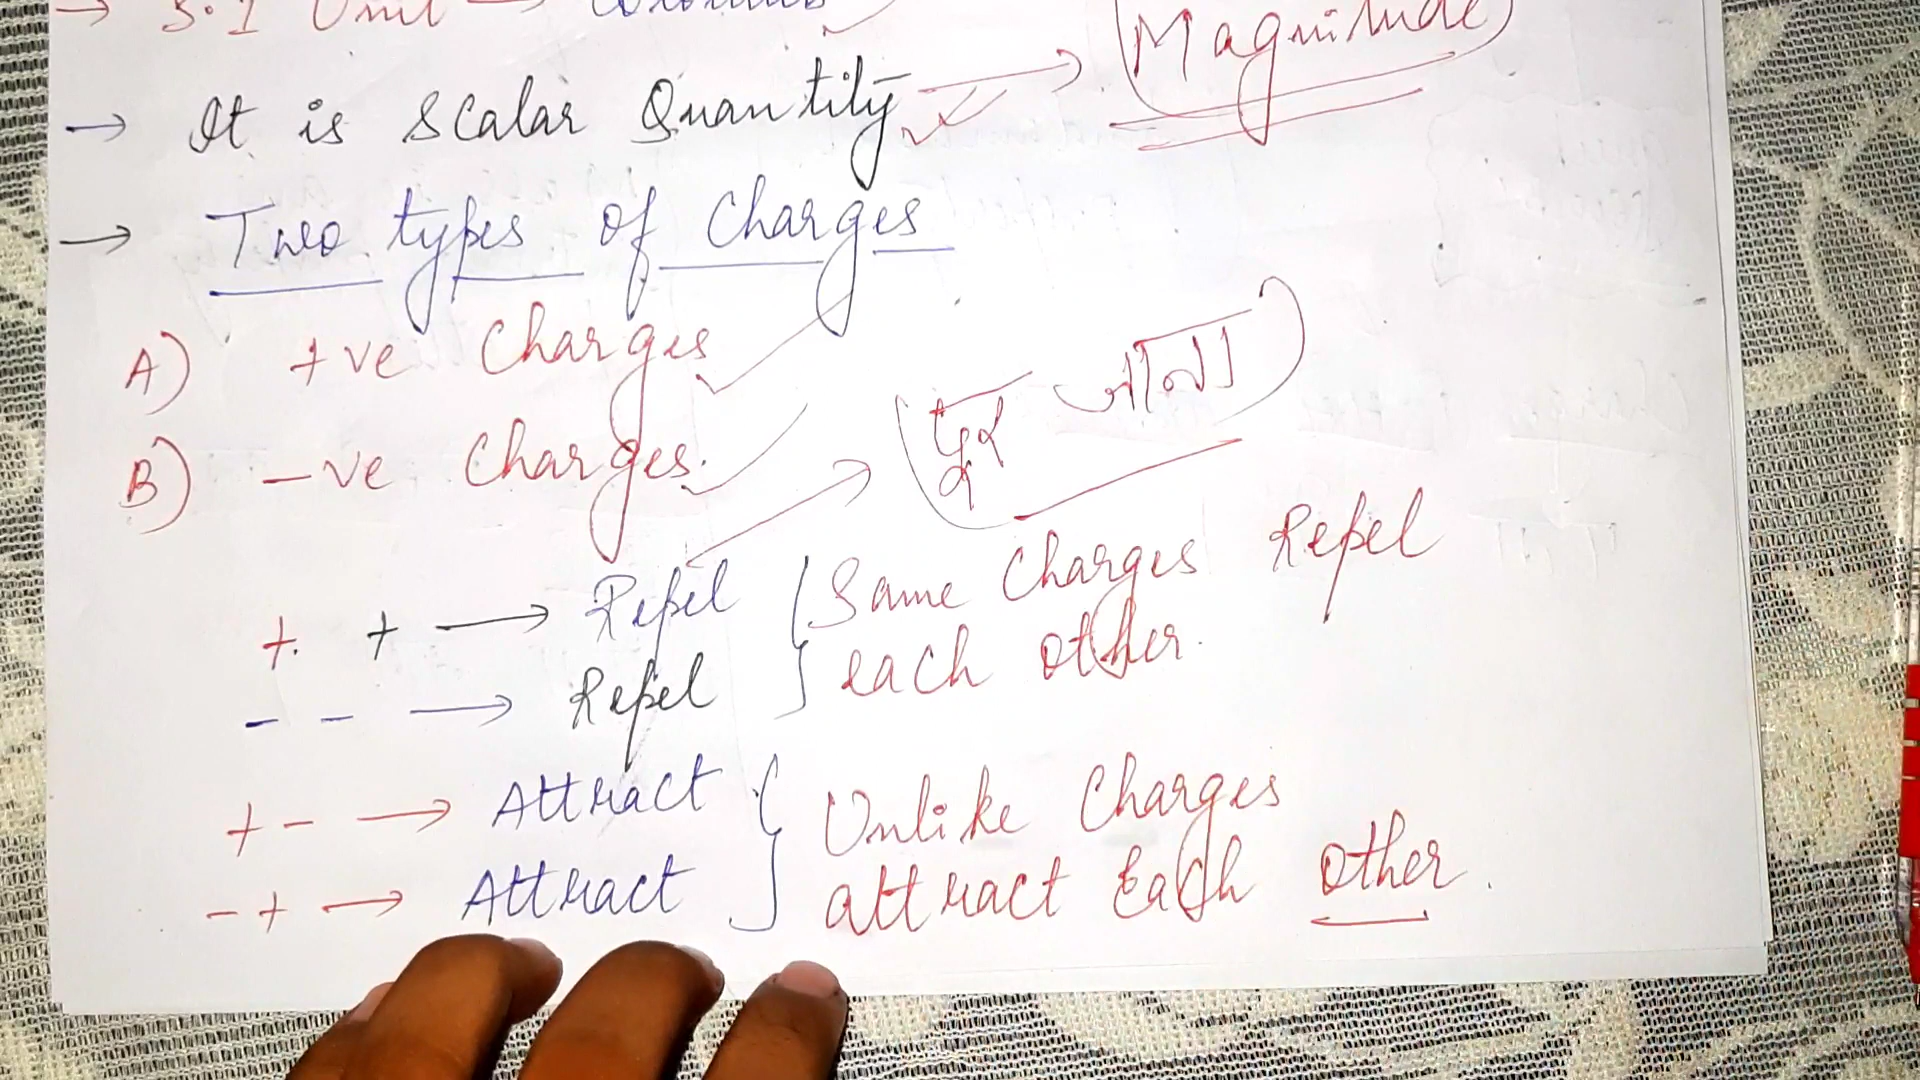 → S.I Unit →
→ It is Scalar Quantity → Magnitude
→ Two types of Charges
A) +ve Charges
B) -ve Charges.
दूर जाना
+ + → Repel
- - → Repel
Same Charges Repel
each other.
+ - → Attract
- + → Attract
Unlike Charges
attract Each other.